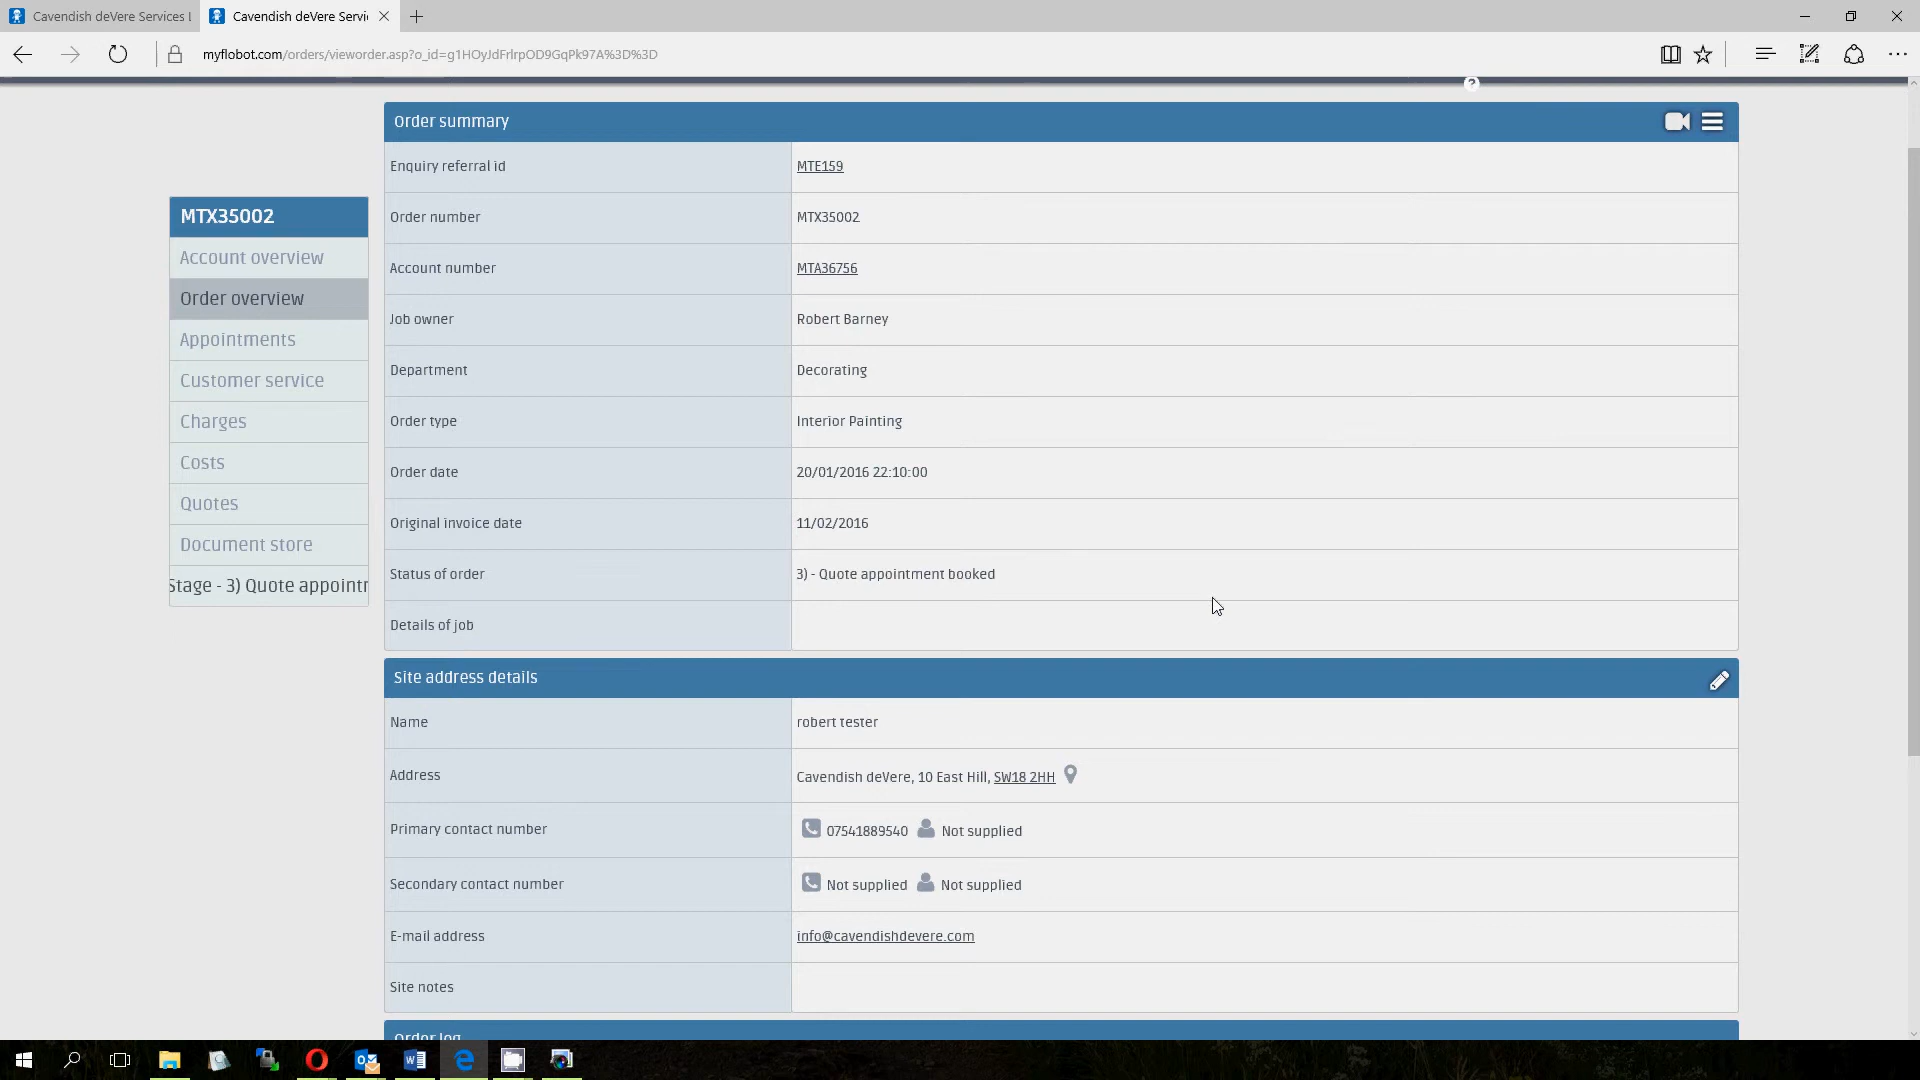 Cavendish deVere Services L
Cavendish deVere Servi
myflobot.com/orders/vieworder.asp?o_id=g1HOyJdFrlrpOD9GqPk97A%3D%3D
?
Order summary
Enquiry referral id MTE159
Order number MTX35002
Account number MTA36756
Job owner Robert Barney
Department Decorating
Order type Interior Painting
Order date 20/01/2016 22:10:00
Original invoice date 11/02/2016
Status of order 3) - Quote appointment booked
Details of job
MTX35002
Account overview
Order overview
Appointments
Customer service
Charges
Costs
Quotes
Document store
Stage - 3) Quote appoint
Site address details
Name robert tester
Address Cavendish deVere, 10 East Hill, SW18 2HH
Primary contact number 07541889540 Not supplied
Secondary contact number Not supplied Not supplied
E-mail address info@cavendishdevere.com
Site notes
Order log